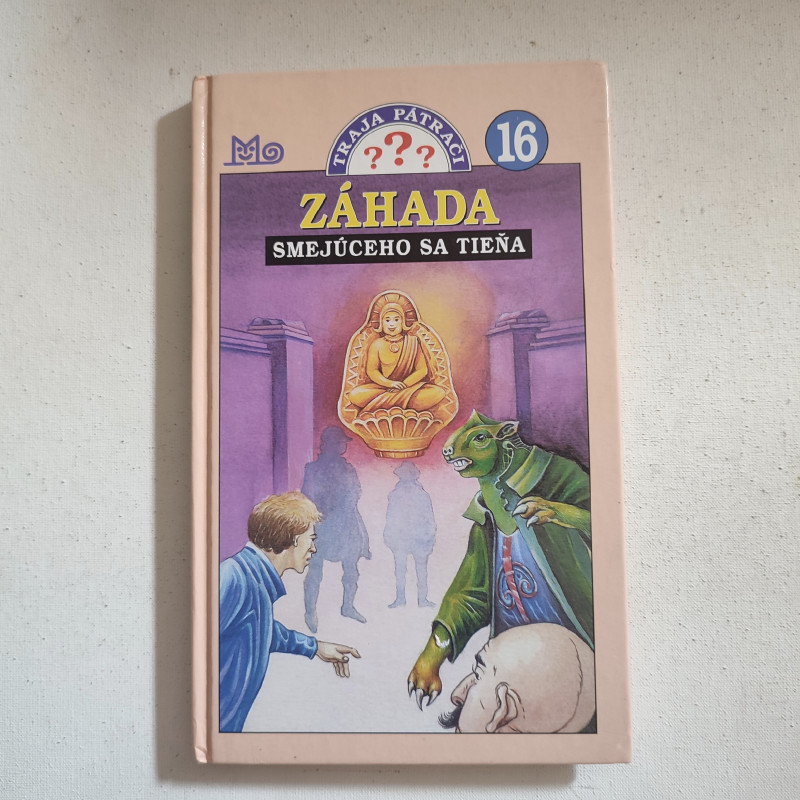 TRAJA PÁTRAČI
???
16
ZÁHADA
SMEJÚCEHO SA TIEŇA